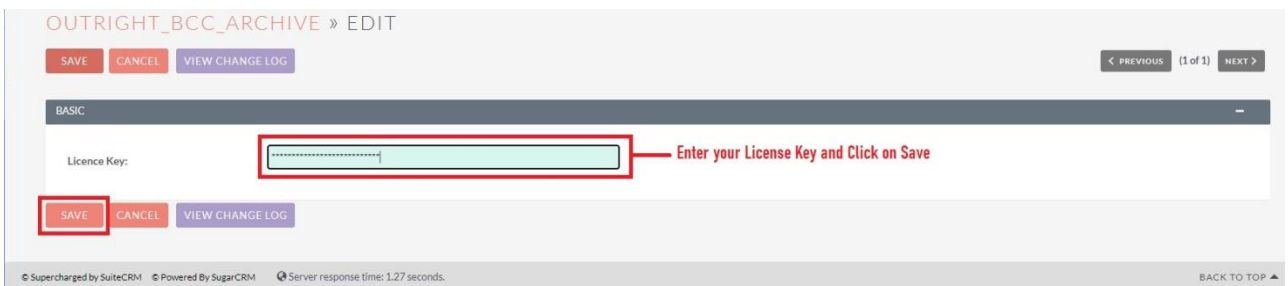 OUTRIGHT_BCC_ARCHIVE » EDIT
SAVE CANCEL VIEW CHANGE LOG < PREVIOUS (1 of 1) NEXT >
BASIC –
Licence Key: --------------------------- Enter your License Key and Click on Save
SAVE CANCEL VIEW CHANGE LOG
© Supercharged by SuiteCRM © Powered By SugarCRM Server response time: 1.27 seconds. BACK TO TOP